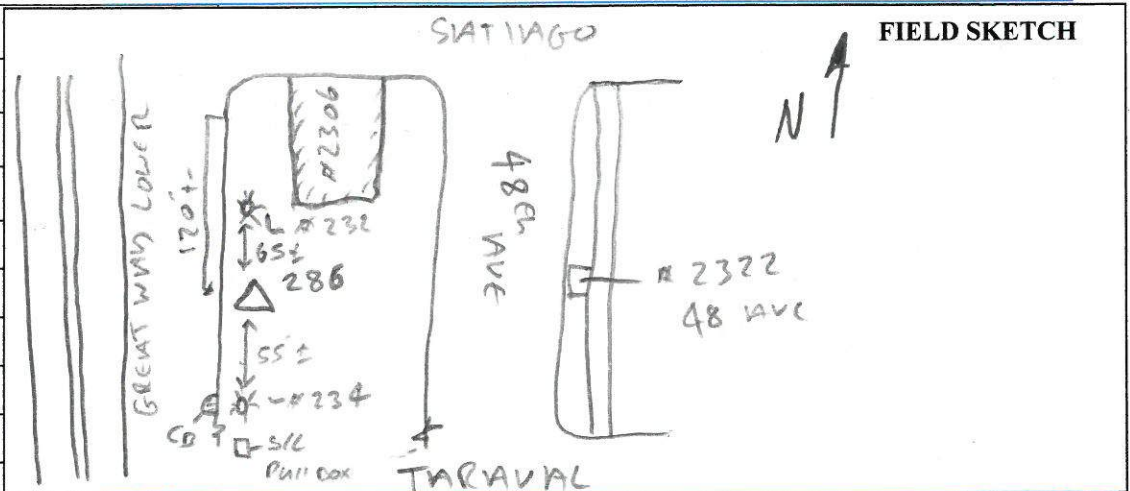 FIELD SKETCH
SIATIAGO
N
GREAT WAY LOWER
120'±
#2306
L #232
65±
286
55±
#234
CB
S/L
Pull BOX
48th
AVE
#2322
48 AVE
TARAVAL